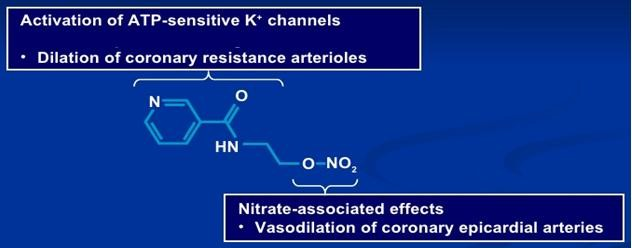 Activation of ATP-sensitive K⁺ channels
• Dilation of coronary resistance arterioles
N
O
HN
O–NO₂
Nitrate-associated effects
• Vasodilation of coronary epicardial arteries